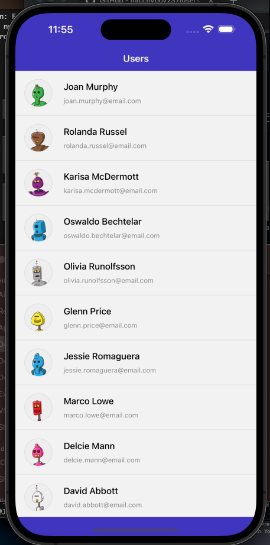 11:55
Users
Joan Murphy
joan.murphy@email.com
Rolanda Russel
rolanda.russel@email.com
Karisa McDermott
karisa.mcdermott@email.com
Oswaldo Bechtelar
oswaldo.bechtelar@email.com
Olivia Runolfsson
olivia.runolfsson@email.com
Glenn Price
glenn.price@email.com
Jessie Romaguera
jessie.romaguera@email.com
Marco Lowe
marco.lowe@email.com
Delcie Mann
delcie.mann@email.com
David Abbott
david.abbott@email.com